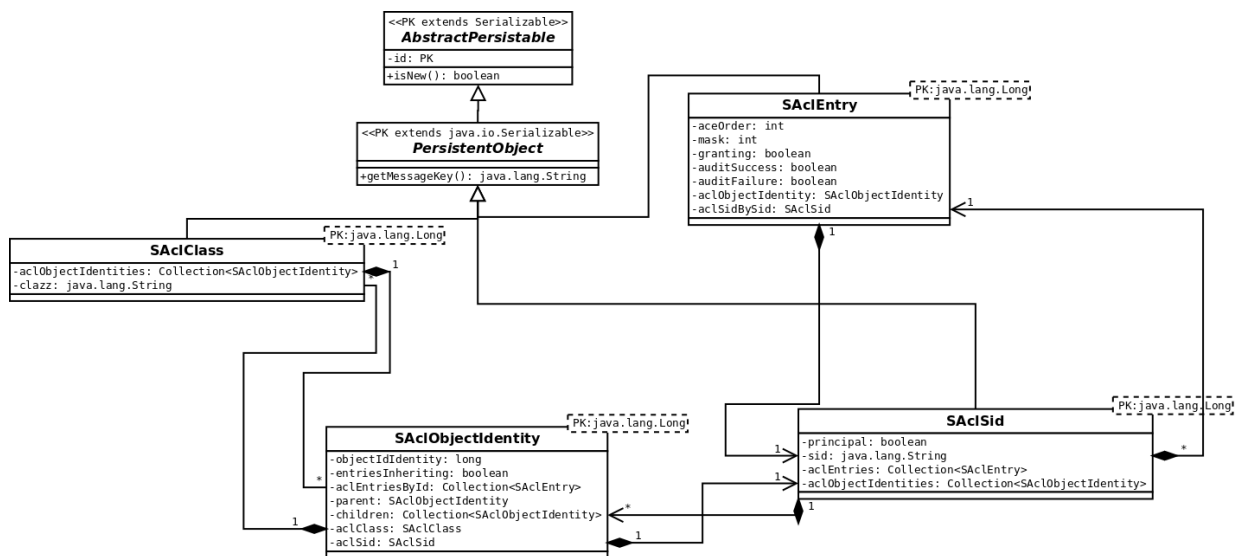 <<PK extends Serializable>>
AbstractPersistable
-id: PK
+isNew(): boolean
<<PK extends java.io.Serializable>>
PersistentObject
+getMessageKey(): java.lang.String
PK:java.lang.Long
SAclEntry
-aceOrder: int
-mask: int
-granting: boolean
-auditSuccess: boolean
-auditFailure: boolean
-aclObjectIdentity: SAclObjectIdentity
-aclSidBySid: SAclSid
1
1
PK:java.lang.Long
SAclClass
-aclObjectIdentities: Collection<SAclObjectIdentity>
-clazz: java.lang.String
1
*
PK:java.lang.Long
SAclObjectIdentity
-objectIdIdentity: long
-entriesInheriting: boolean
-aclEntriesById: Collection<SAclEntry>
-parent: SAclObjectIdentity
-children: Collection<SAclObjectIdentity>
-aclClass: SAclClass
-aclSid: SAclSid
*
1
*
1
PK:java.lang.Long
SAclSid
-principal: boolean
-sid: java.lang.String
-aclEntries: Collection<SAclEntry>
-aclObjectIdentities: Collection<SAclObjectIdentity>
1
1
*
1